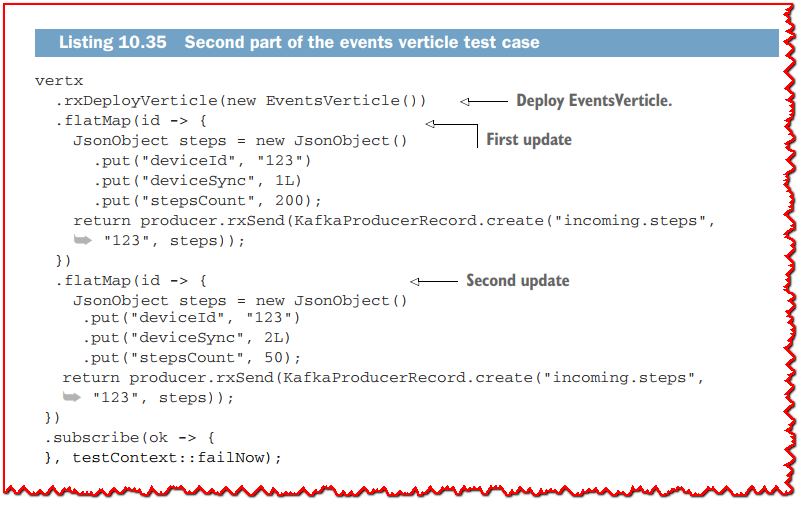 Listing 10.35 Second part of the events verticle test case
vertx
.rxDeployVerticle(new EventsVerticle()) Deploy EventsVerticle.
.flatMap(id -> {
First update
JsonObject steps = new JsonObject()
.put("deviceId", "123")
.put("deviceSync", 1L)
.put("stepsCount", 200);
return producer.rxSend(KafkaProducerRecord.create("incoming.steps",
"123", steps));
})
.flatMap(id -> { Second update
JsonObject steps = new JsonObject()
.put("deviceId", "123")
.put("deviceSync", 2L)
.put("stepsCount", 50);
return producer.rxSend(KafkaProducerRecord.create("incoming.steps",
"123", steps));
})
.subscribe(ok -> {
}, testContext::failNow);